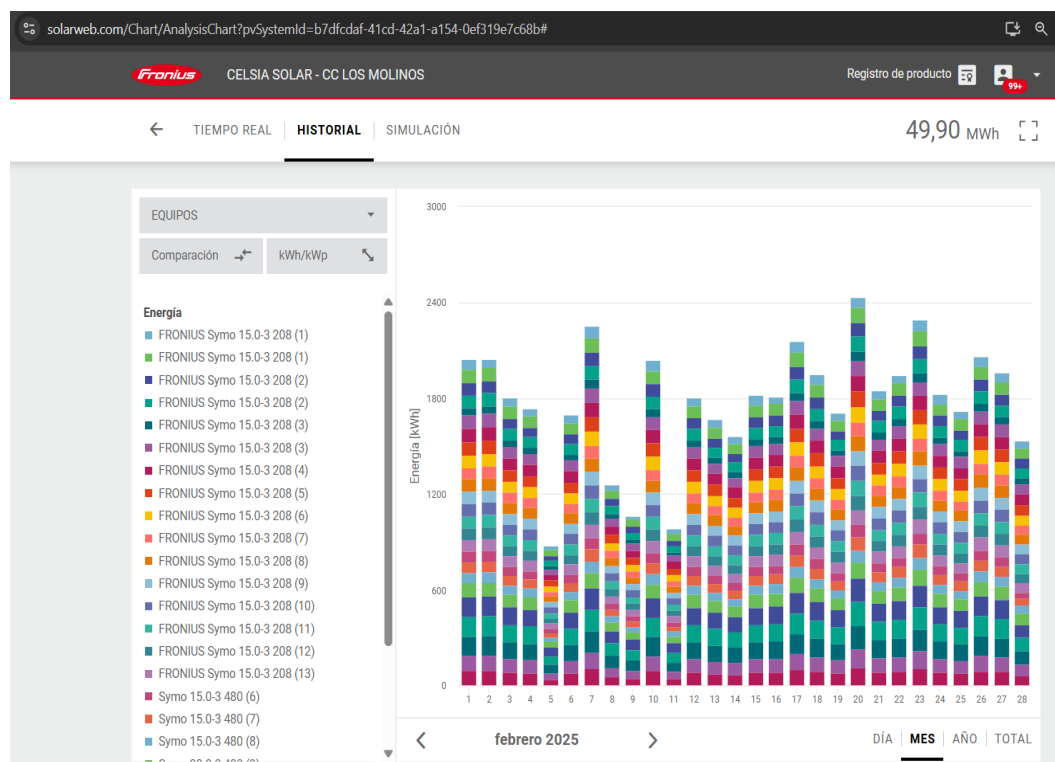 solarweb.com/Chart/AnalysisChart?pvSystemId=b7dfcdaf-41cd-42a1-a154-0ef319e7c68b#
Fronius CELSIA SOLAR - CC LOS MOLINOS Registro de producto 99+
TIEMPO REAL HISTORIAL SIMULACIÓN 49,90 MWh
EQUIPOS
Comparación kWh/kWp
Energía
FRONIUS Symo 15.0-3 208 (1)
FRONIUS Symo 15.0-3 208 (1)
FRONIUS Symo 15.0-3 208 (2)
FRONIUS Symo 15.0-3 208 (2)
FRONIUS Symo 15.0-3 208 (3)
FRONIUS Symo 15.0-3 208 (3)
FRONIUS Symo 15.0-3 208 (4)
FRONIUS Symo 15.0-3 208 (5)
FRONIUS Symo 15.0-3 208 (6)
FRONIUS Symo 15.0-3 208 (7)
FRONIUS Symo 15.0-3 208 (8)
FRONIUS Symo 15.0-3 208 (9)
FRONIUS Symo 15.0-3 208 (10)
FRONIUS Symo 15.0-3 208 (11)
FRONIUS Symo 15.0-3 208 (12)
FRONIUS Symo 15.0-3 208 (13)
Symo 15.0-3 480 (6)
Symo 15.0-3 480 (7)
Symo 15.0-3 480 (8)
Energía [kWh]
3000
2400
1800
1200
600
0
1 2 3 4 5 6 7 8 9 10 11 12 13 14 15 16 17 18 19 20 21 22 23 24 25 26 27 28
febrero 2025
DÍA MES AÑO TOTAL